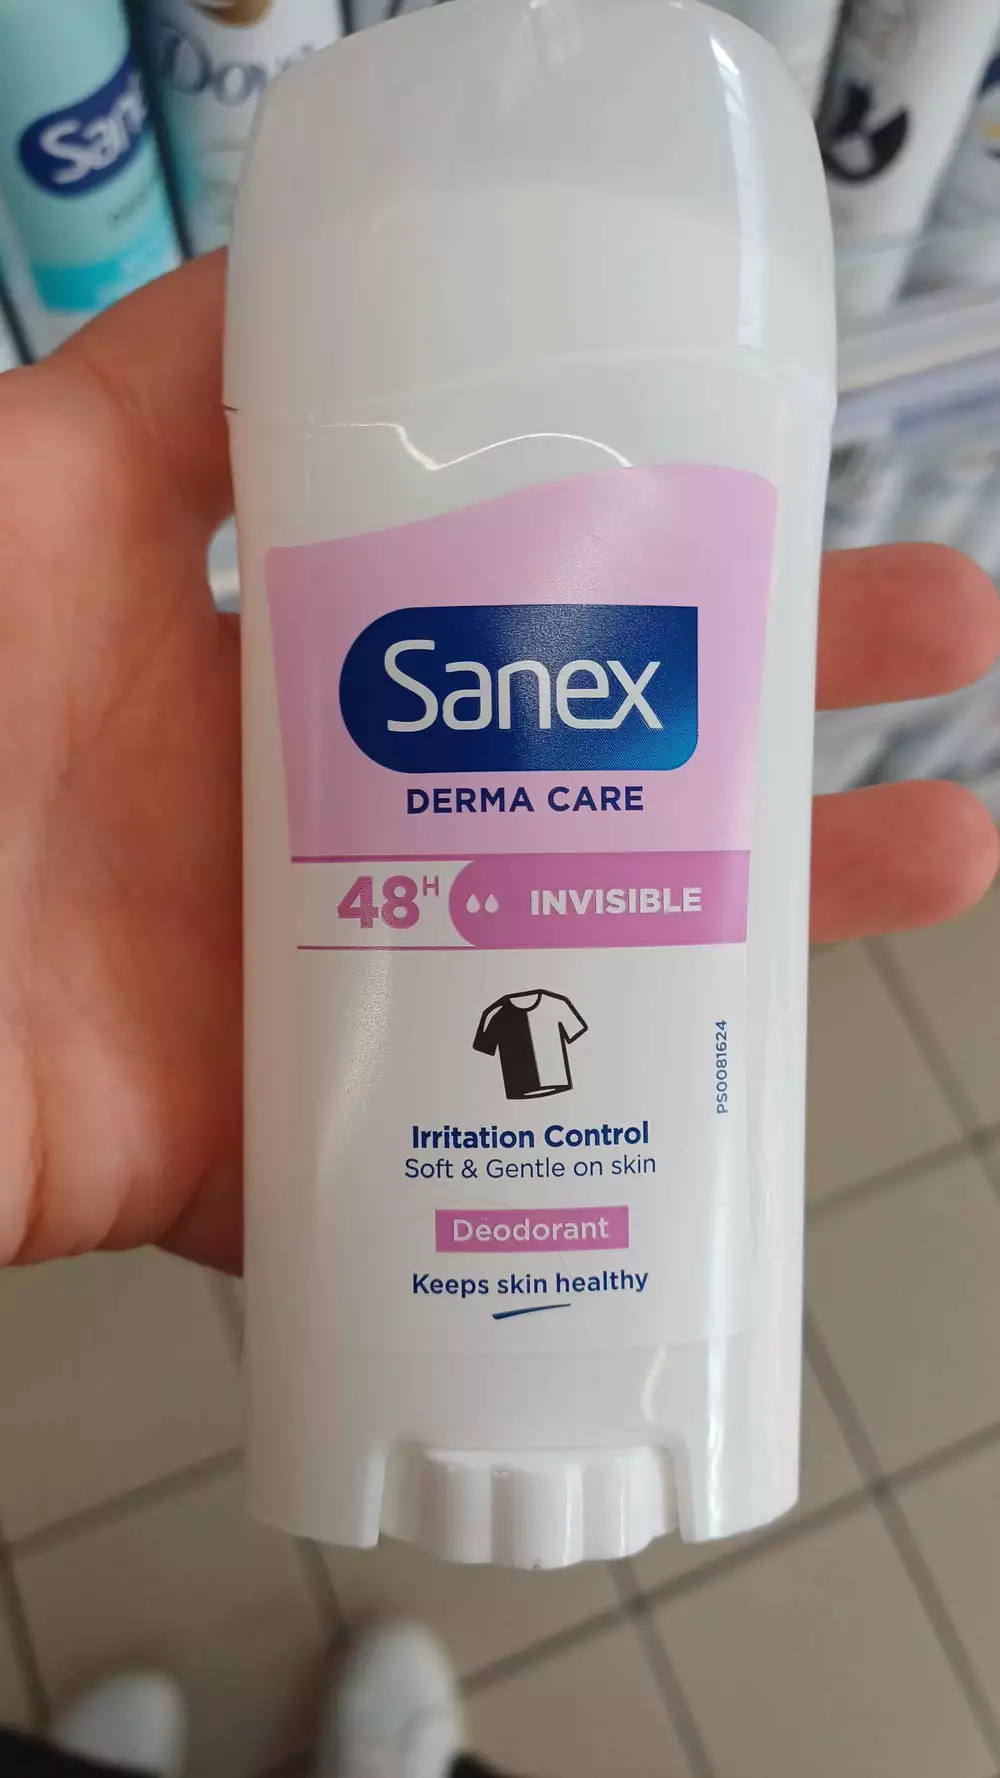 Sanex
DERMA CARE
48H INVISIBLE
PS0081624
Irritation Control
Soft & Gentle on skin
Deodorant
Keeps skin healthy